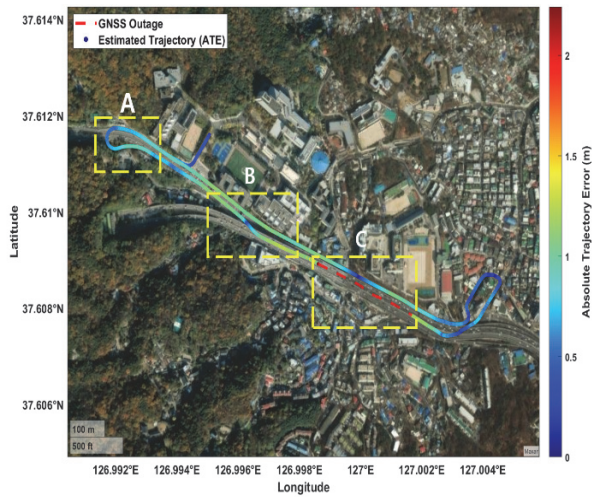 37.614°N
37.612°N
37.61°N
37.608°N
37.606°N
Latitude
GNSS Outage
Estimated Trajectory (ATE)
A
B
C
100 m
500 ft
126.992°E
126.994°E
126.996°E
126.998°E
127°E
127.002°E
127.004°E
Longitude
2
1.5
1
0.5
0
Absolute Trajectory Error (m)